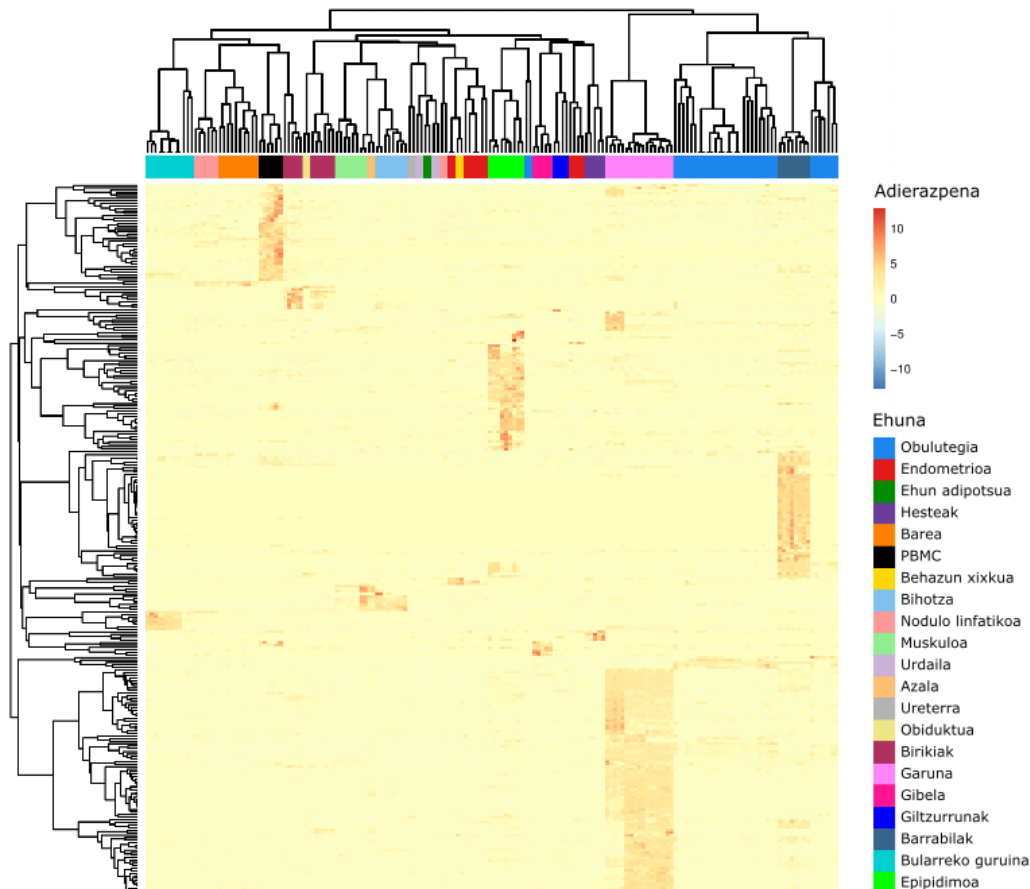 Adierazpena
10
5
0
−5
−10
Ehuna
Obulutegia
Endometrioa
Ehun adipotsua
Hesteak
Barea
PBMC
Behazun xixkua
Bihotza
Nodulo linfatikoa
Muskuloa
Urdaila
Azala
Ureterra
Obiduktua
Birikiak
Garuna
Gibela
Giltzurrunak
Barrabilak
Bularreko guruina
Epipidimoa